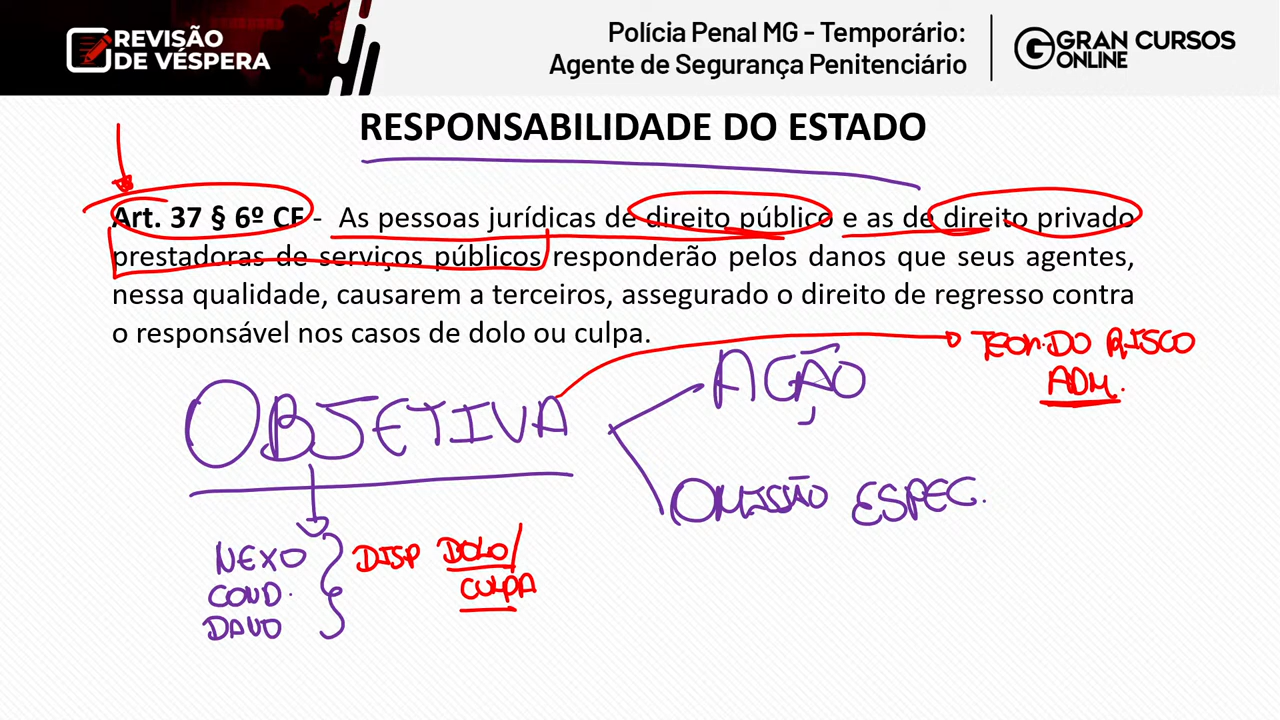 REVISÃO
DE VÉSPERA
Polícia Penal MG - Temporário:
Agente de Segurança Penitenciário
GRAN CURSOS
ONLINE
RESPONSABILIDADE DO ESTADO
Art. 37 § 6º CF - As pessoas jurídicas de direito público e as de direito privado
prestadoras de serviços públicos responderão pelos danos que seus agentes,
nessa qualidade, causarem a terceiros, assegurado o direito de regresso contra
o responsável nos casos de dolo ou culpa.
TEOR. DO RISCO
ADM.
AÇÃO
OBJETIVA
OMISSÃO ESPEC.
NEXO
COND.
DANO
DISP DOLO/
CULPA